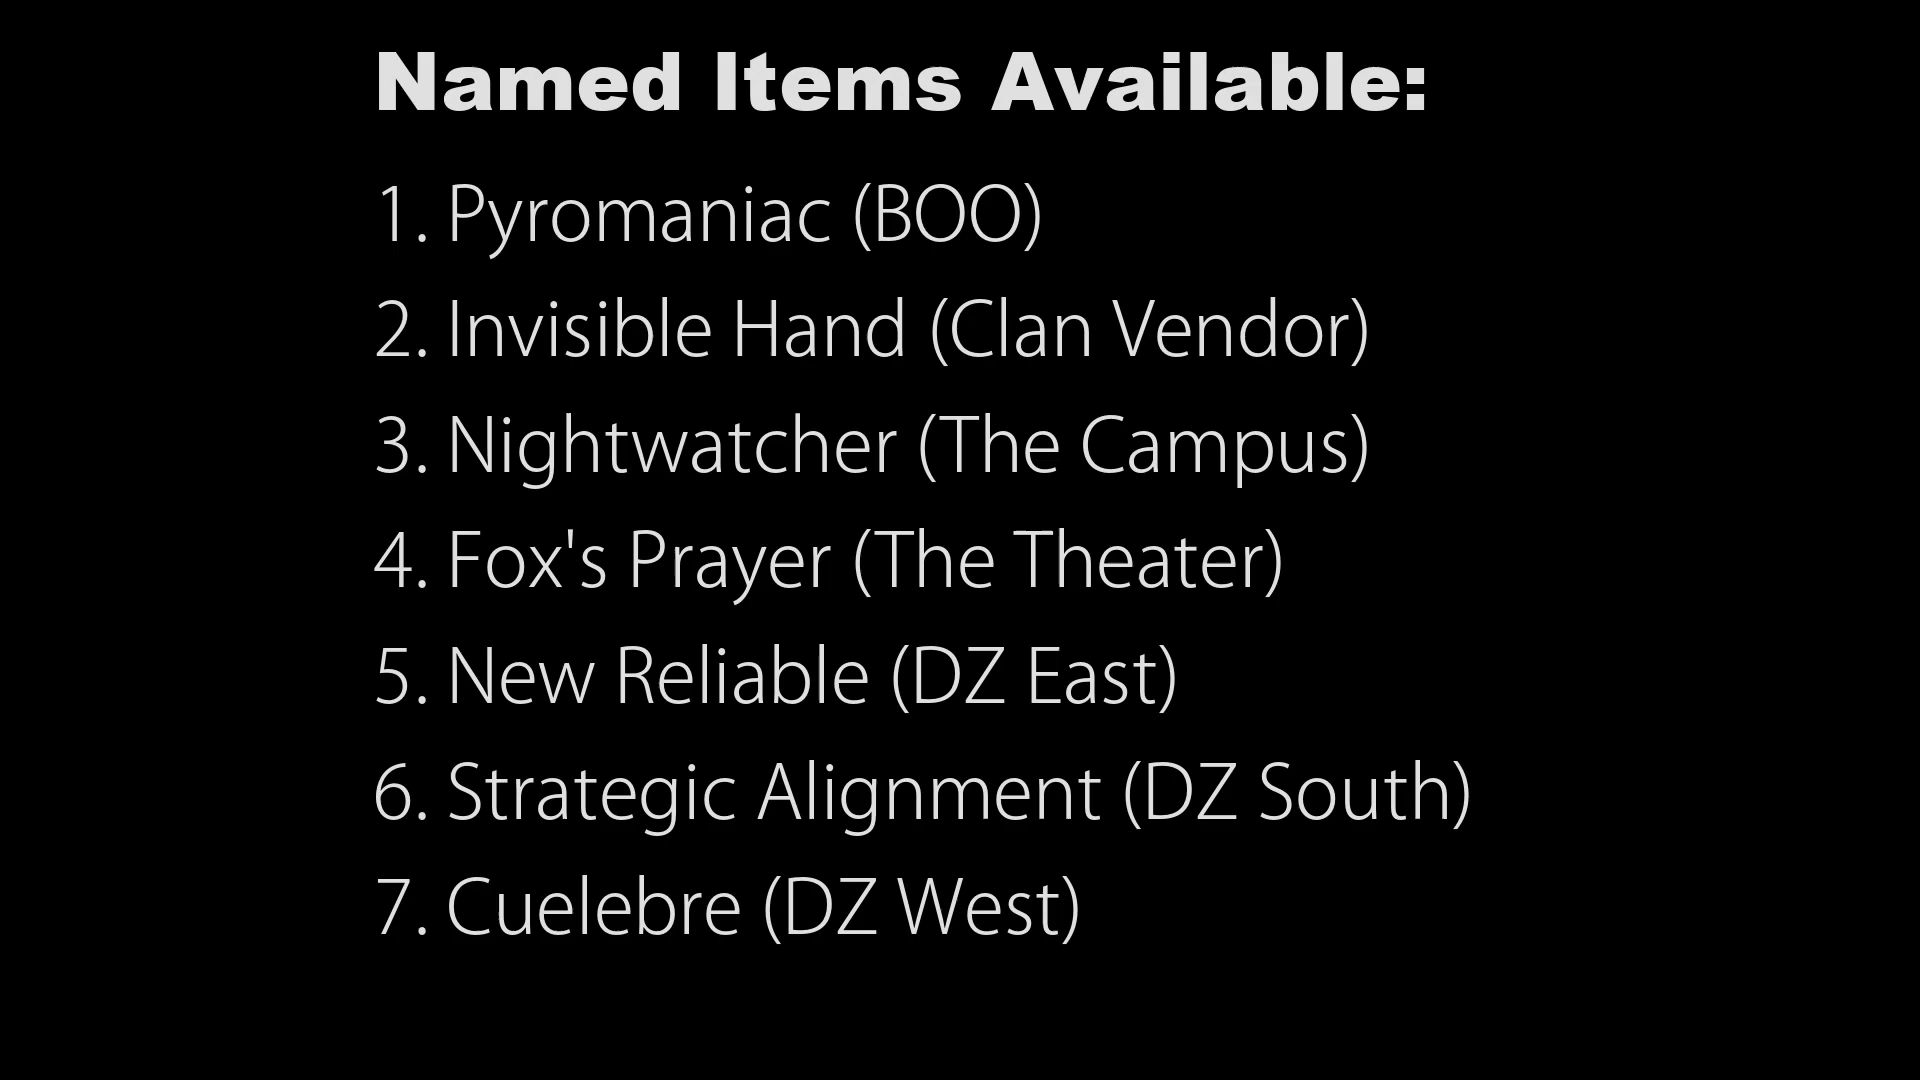 Named Items Available:
1. Pyromaniac (BOO)
2. Invisible Hand (Clan Vendor)
3. Nightwatcher (The Campus)
4. Fox's Prayer (The Theater)
5. New Reliable (DZ East)
6. Strategic Alignment (DZ South)
7. Cuelebre (DZ West)